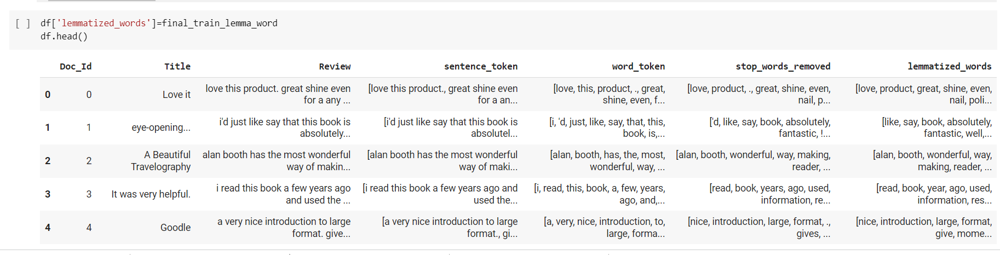 [ ] df['lemmatized_words']=final_train_lemma_word
df.head()
Doc_Id Title Review sentence_token word_token stop_words_removed lemmatized_words
0 0 Love it love this product. great shine even for a any ... [love this product., great shine even for a an... [love, this, product, ., great, shine, even, f... [love, product, ., great, shine, even, nail, p... [love, product, great, shine, even, nail, poli...
1 1 eye-opening... i'd just like say that this book is absolutely... [i'd just like say that this book is absolutel... [i, 'd, just, like, say, that, this, book, is,... ['d, like, say, book, absolutely, fantastic, !... [like, say, book, absolutely, fantastic, well,...
2 2 A Beautiful Travelography alan booth has the most wonderful way of makin... [alan booth has the most wonderful way of maki... [alan, booth, has, the, most, wonderful, way, ... [alan, booth, wonderful, way, making, reader, ... [alan, booth, wonderful, way, making, reader, ...
3 3 It was very helpful. i read this book a few years ago and used the ... [i read this book a few years ago and used the... [i, read, this, book, a, few, years, ago, and,... [read, book, years, ago, used, information, re... [read, book, year, ago, used, information, res...
4 4 Goodle a very nice introduction to large format. give... [a very nice introduction to large format., gi... [a, very, nice, introduction, to, large, forma... [nice, introduction, large, format, ., gives, ... [nice, introduction, large, format, give, mome...